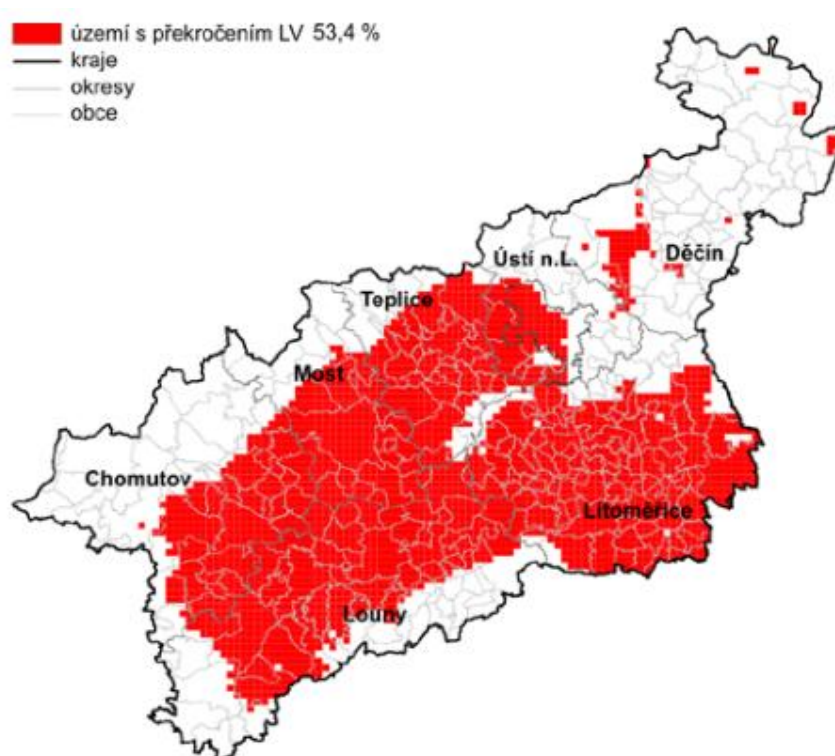 území s překročením LV 53,4 %
kraje
okresy
obce
Ústí n.L.
Děčín
Teplice
Most
Chomutov
Litoměřice
Louny